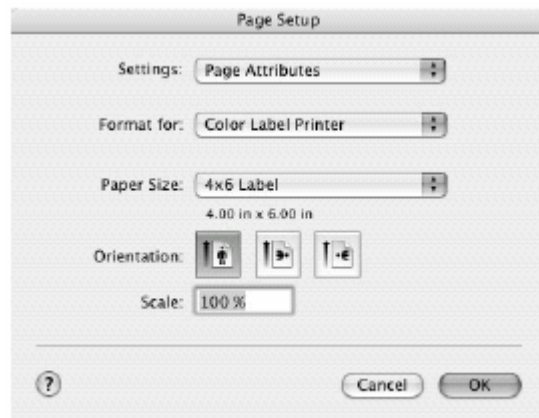 Page Setup
Settings: Page Attributes
Format for: Color Label Printer
Paper Size: 4x6 Label
4.00 in x 6.00 in
Orientation:
Scale: 100 %
? Cancel OK